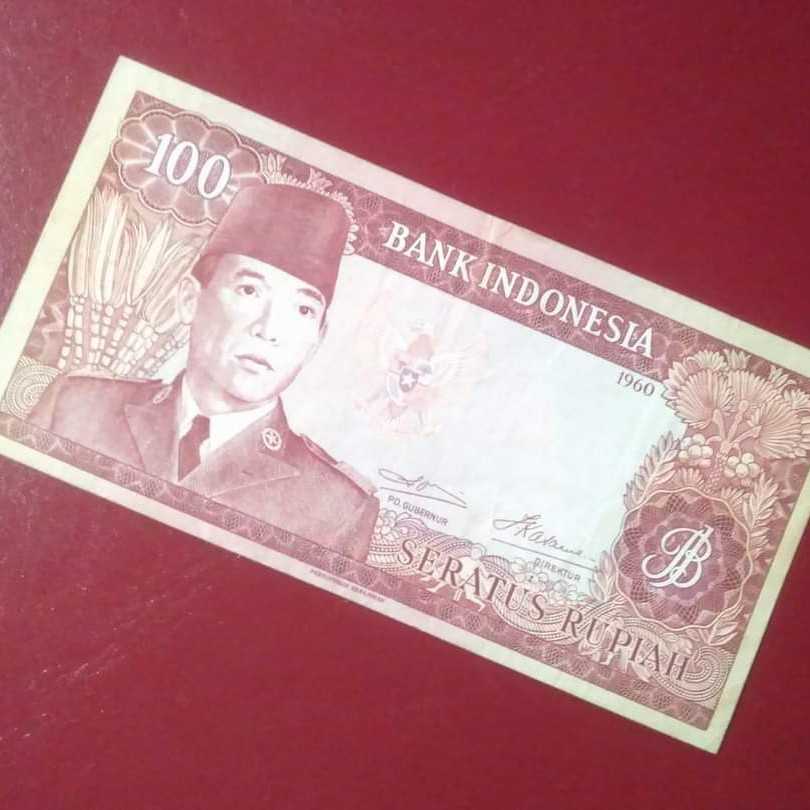 100
BANK INDONESIA
1960
PD. GUBERNUR
DIREKTUR
SERATUS RUPIAH